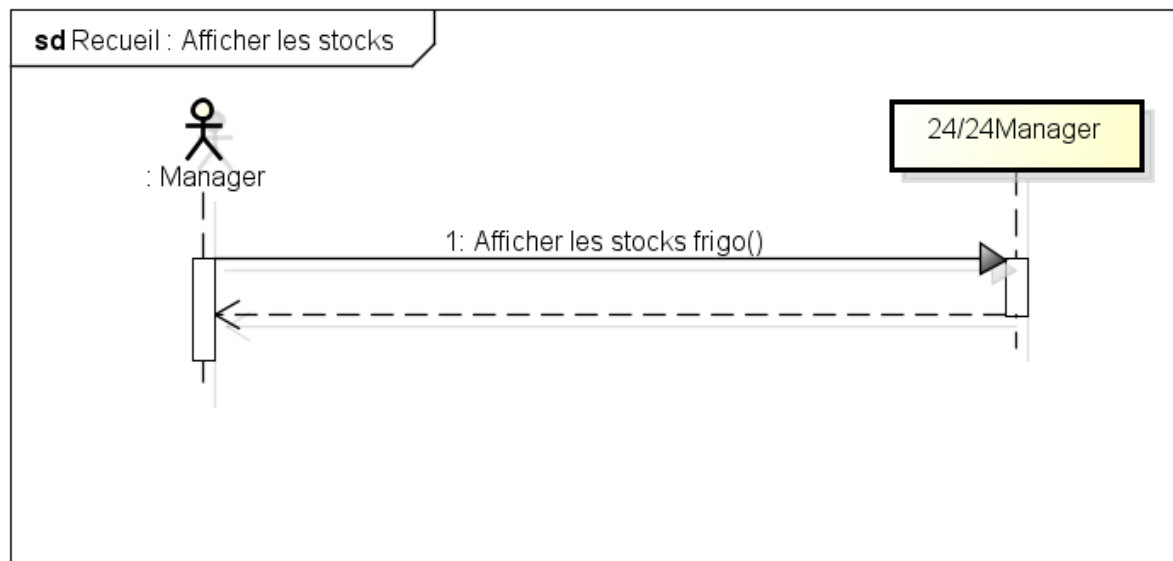 sd Recueil : Afficher les stocks
: Manager
24/24Manager
1: Afficher les stocks frigo()